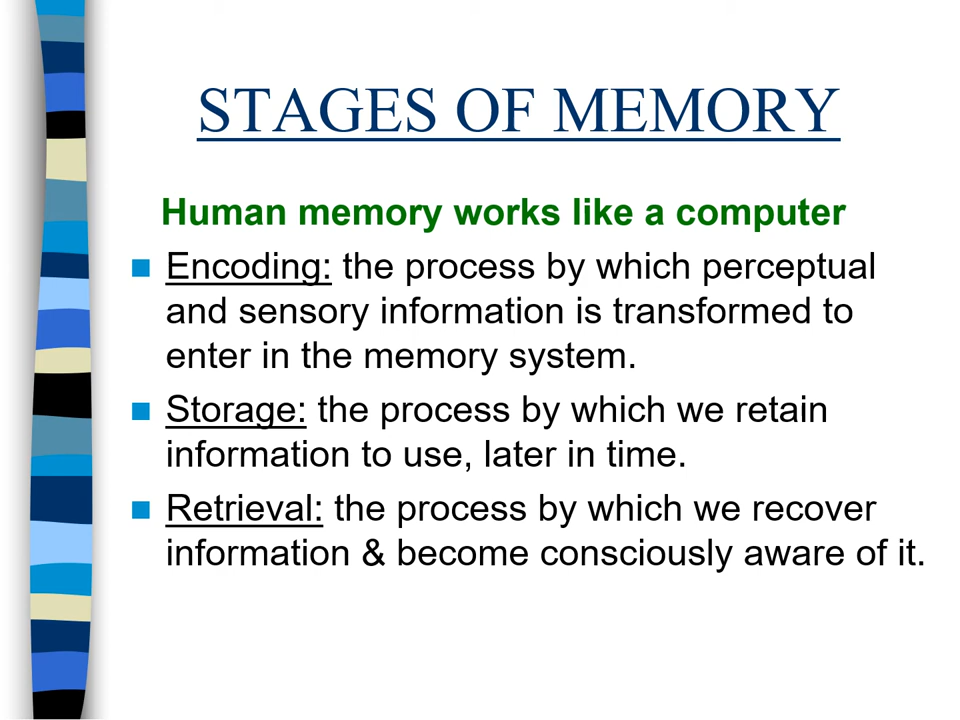 STAGES OF MEMORY
Human memory works like a computer
Encoding: the process by which perceptual
and sensory information is transformed to
enter in the memory system.
Storage: the process by which we retain
information to use, later in time.
Retrieval: the process by which we recover
information & become consciously aware of it.